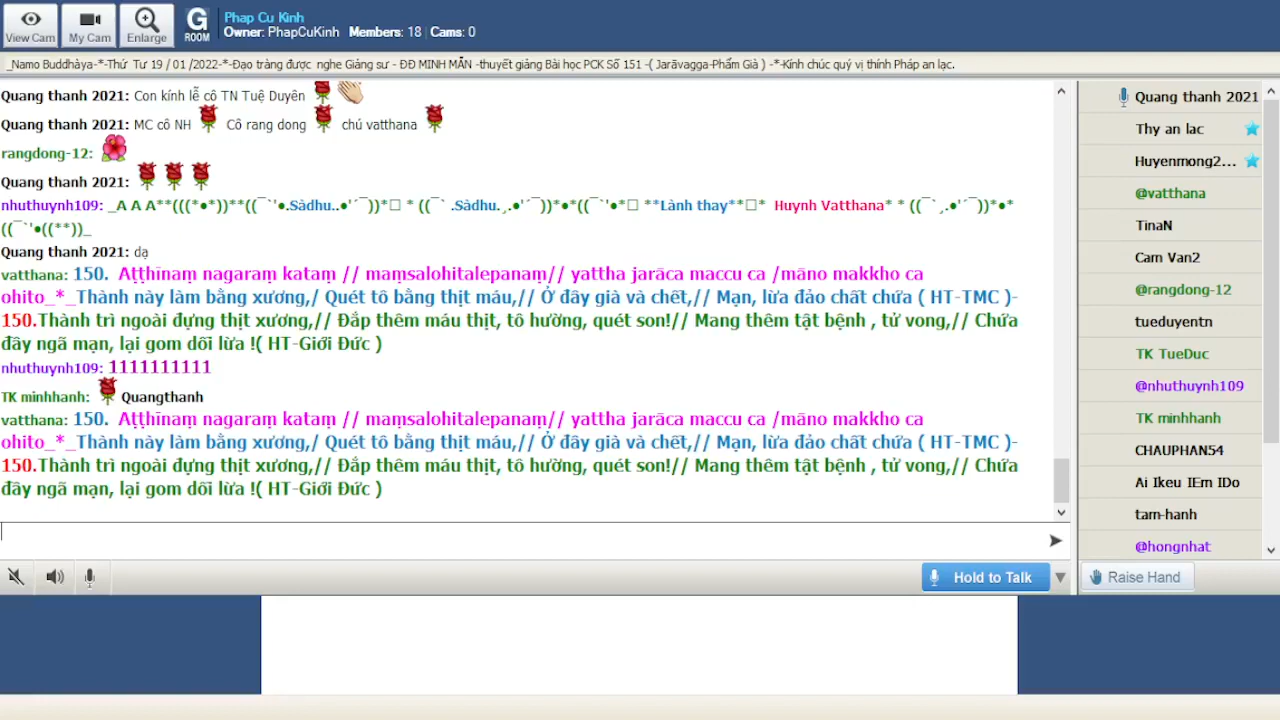 View Cam
My Cam
Enlarge
G
ROOM
Phap Cu Kinh
Owner: PhapCuKinh Members: 18 Cams: 0
_Namo Buddhàya-*-Thứ Tư 19 / 01 /2022-*-Đạo tràng được nghe Giảng sư - ĐĐ MINH MẪN -thuyết giảng Bài học PCK Số 151 -( Jarāvagga-Phẩm Già ) -*-Kính chúc quý vị thính Pháp an lạc.
Quang thanh 2021: Con kính lễ cô TN Tuệ Duyên
Quang thanh 2021: MC cô NH Cô rang dong chú vatthana
rangdong-12:
Quang thanh 2021:
nhuthuynh109: _A A A**(((*•*))**((¯`'•.Sàdhu..•'´¯))*□ * ((¯` .Sàdhu.¸.•'´¯))*•*((¯`'•*□ **Lành thay**□* Huynh Vatthana* * ((¯`¸.•'´¯))*•*
((¯`'•((**))_
Quang thanh 2021: dạ
vatthana: 150. Aṭṭhīnaṃ nagaraṃ kataṃ // maṃsalohitalepanaṃ// yattha jarāca maccu ca /māno makkho ca
ohito_*_Thành này làm bằng xương,/ Quét tô bằng thịt máu,// Ở đây già và chết,// Mạn, lừa đảo chất chứa ( HT-TMC )-
150.Thành trì ngoài đựng thịt xương,// Đắp thêm máu thịt, tô hường, quét son!// Mang thêm tật bệnh , tử vong,// Chứa
đầy ngã mạn, lại gom dối lừa !( HT-Giới Đức )
nhuthuynh109: 1111111111
TK minhhanh: Quangthanh
vatthana: 150. Aṭṭhīnaṃ nagaraṃ kataṃ // maṃsalohitalepanaṃ// yattha jarāca maccu ca /māno makkho ca
ohito_*_Thành này làm bằng xương,/ Quét tô bằng thịt máu,// Ở đây già và chết,// Mạn, lừa đảo chất chứa ( HT-TMC )-
150.Thành trì ngoài đựng thịt xương,// Đắp thêm máu thịt, tô hường, quét son!// Mang thêm tật bệnh , tử vong,// Chứa
đầy ngã mạn, lại gom dối lừa !( HT-Giới Đức )
Hold to Talk
Quang thanh 2021
Thy an lac
Huyenmong2...
@vatthana
TinaN
Cam Van2
@rangdong-12
tueduyentn
TK TueDuc
@nhuthuynh109
TK minhhanh
CHAUPHAN54
Ai Ikeu IEm IDo
tam-hanh
@hongnhat
Raise Hand